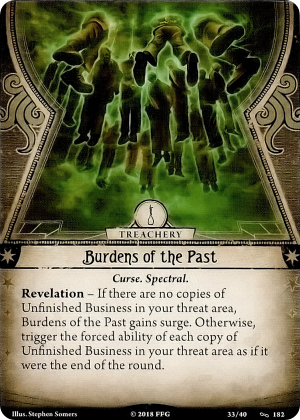 TREACHERY
Burdens of the Past
Curse. Spectral.
Revelation – If there are no copies of
Unfinished Business in your threat area,
Burdens of the Past gains surge. Otherwise,
trigger the forced ability of each copy of
Unfinished Business in your threat area as if it
were the end of the round.
Illus. Stephen Somers
© 2018 FFG
33/40
182